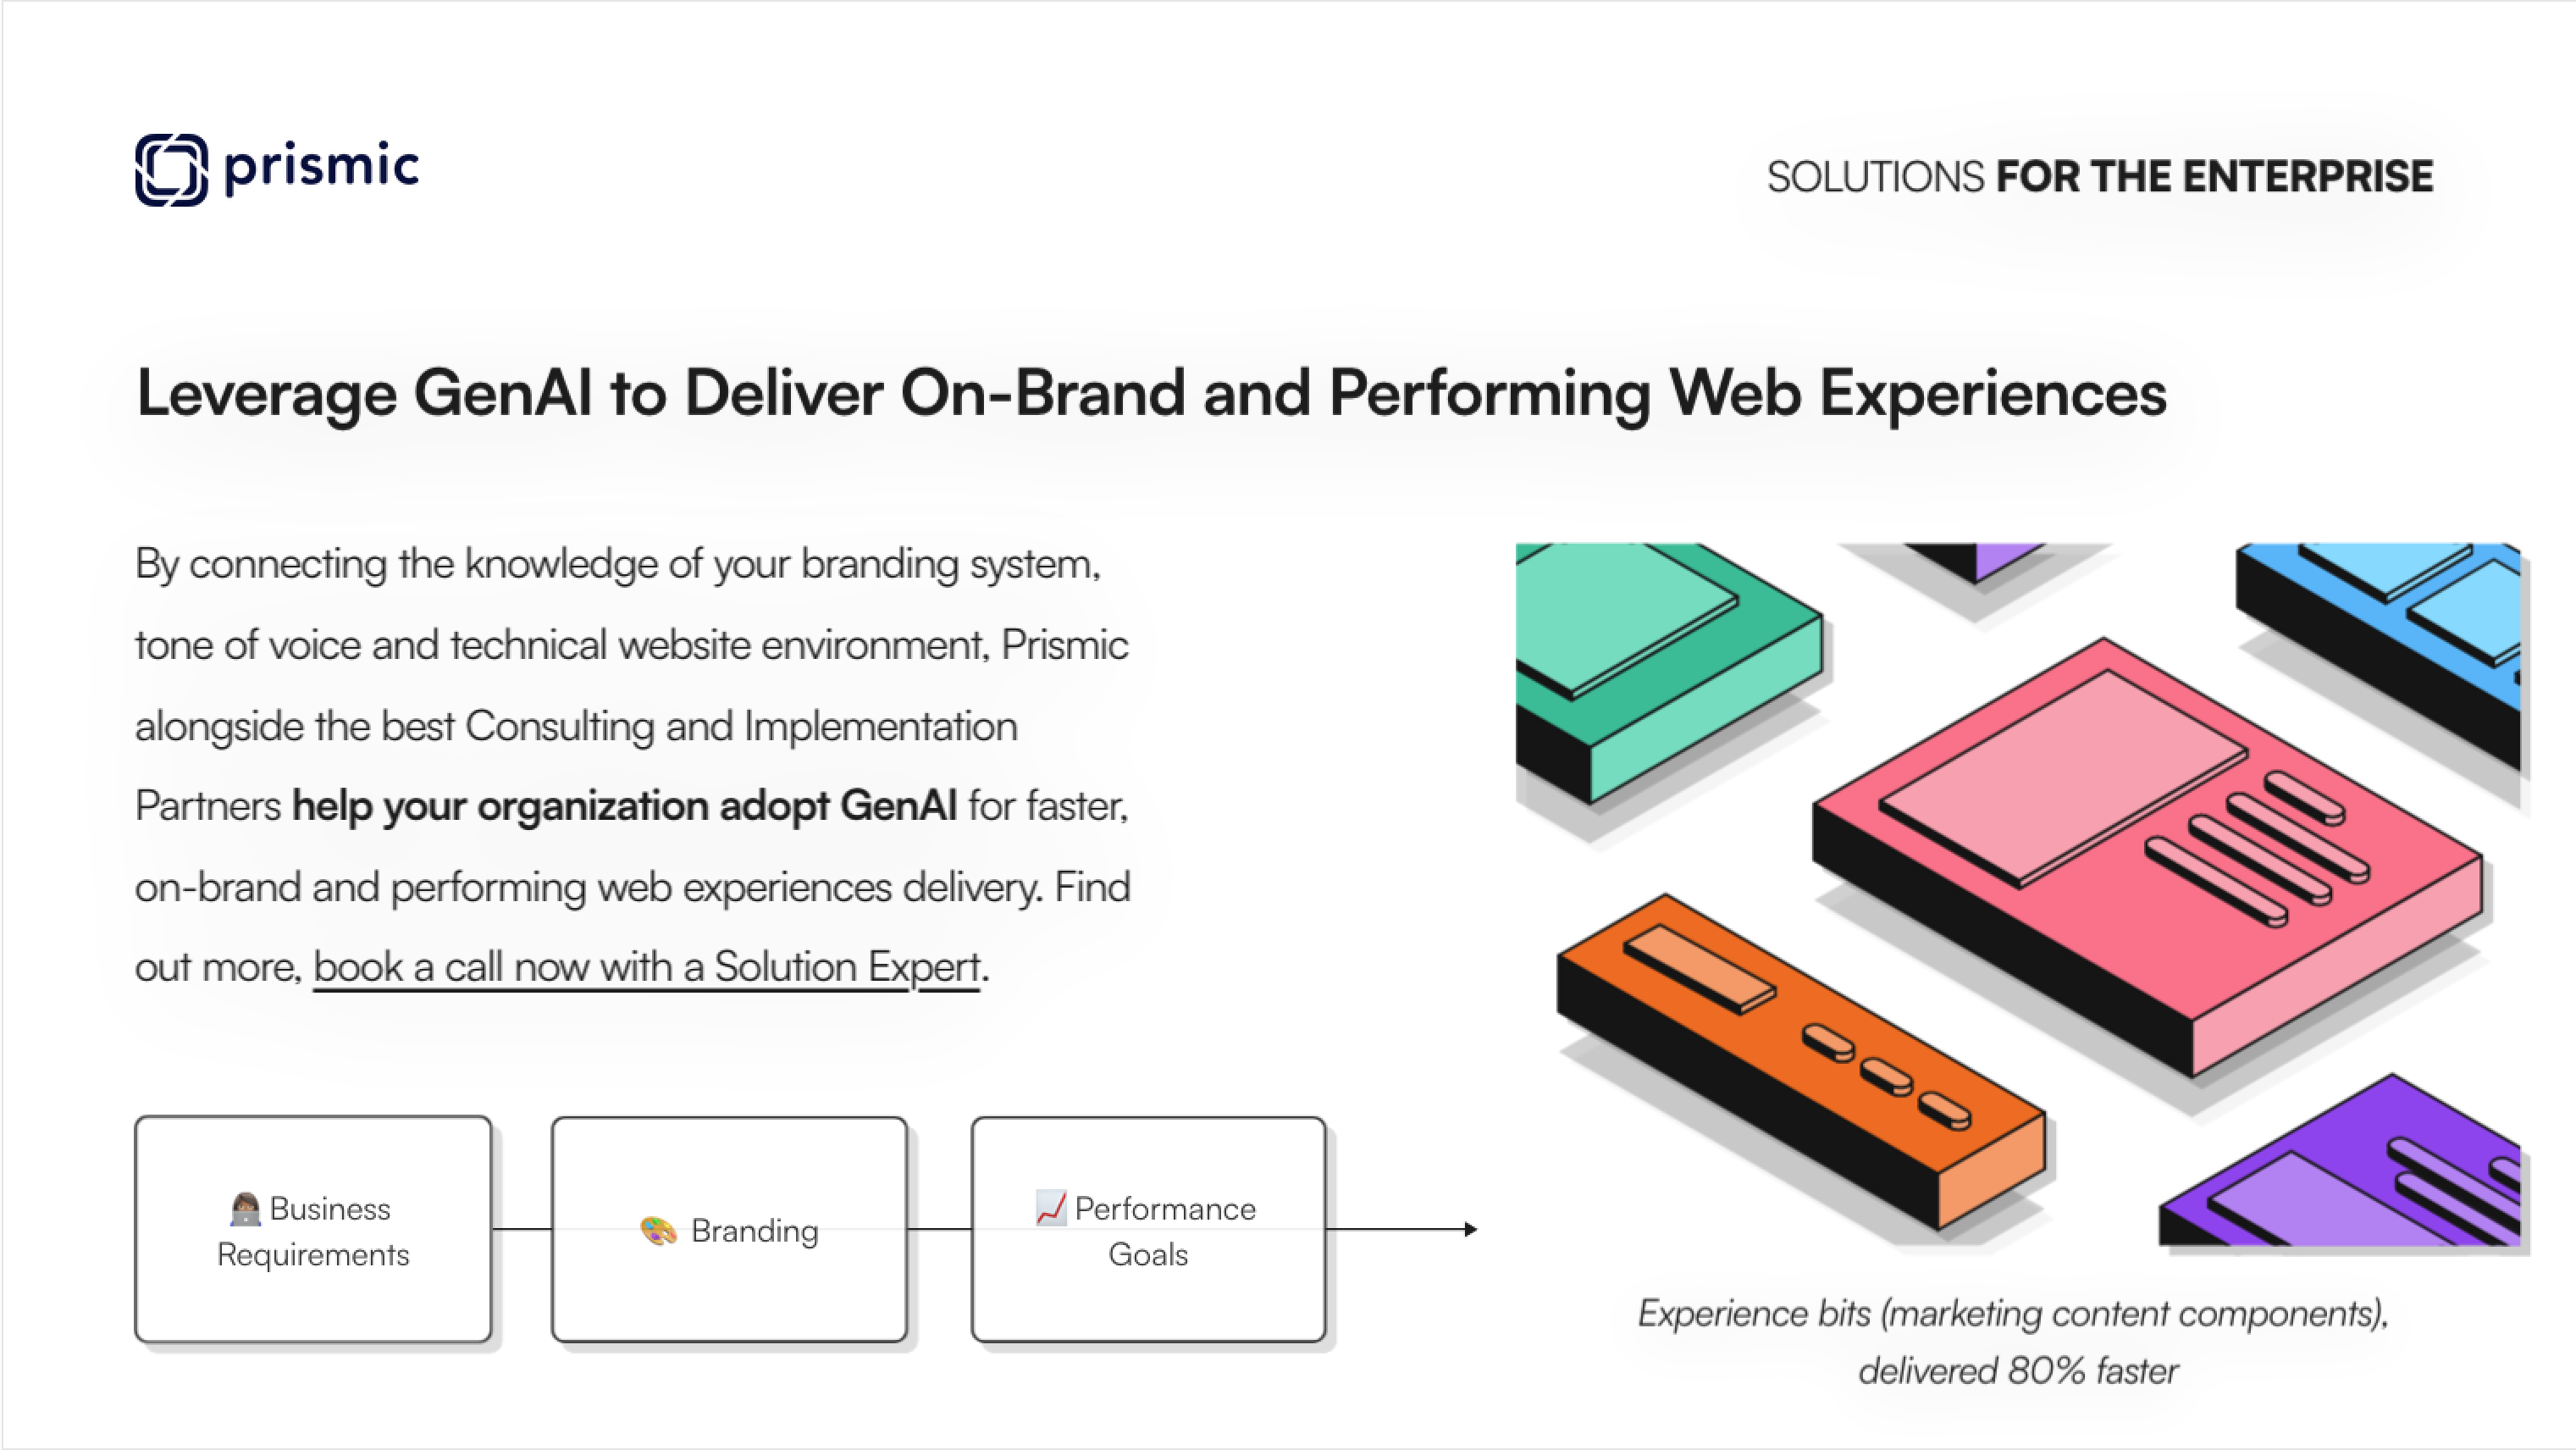 prismic
SOLUTIONS FOR THE ENTERPRISE
Leverage GenAI to Deliver On-Brand and Performing Web Experiences
By connecting the knowledge of your branding system,
tone of voice and technical website environment, Prismic
alongside the best Consulting and Implementation
Partners help your organization adopt GenAI for faster,
on-brand and performing web experiences delivery. Find
out more, book a call now with a Solution Expert.
Business
Requirements
Branding
Performance
Goals
Experience bits (marketing content components),
delivered 80% faster